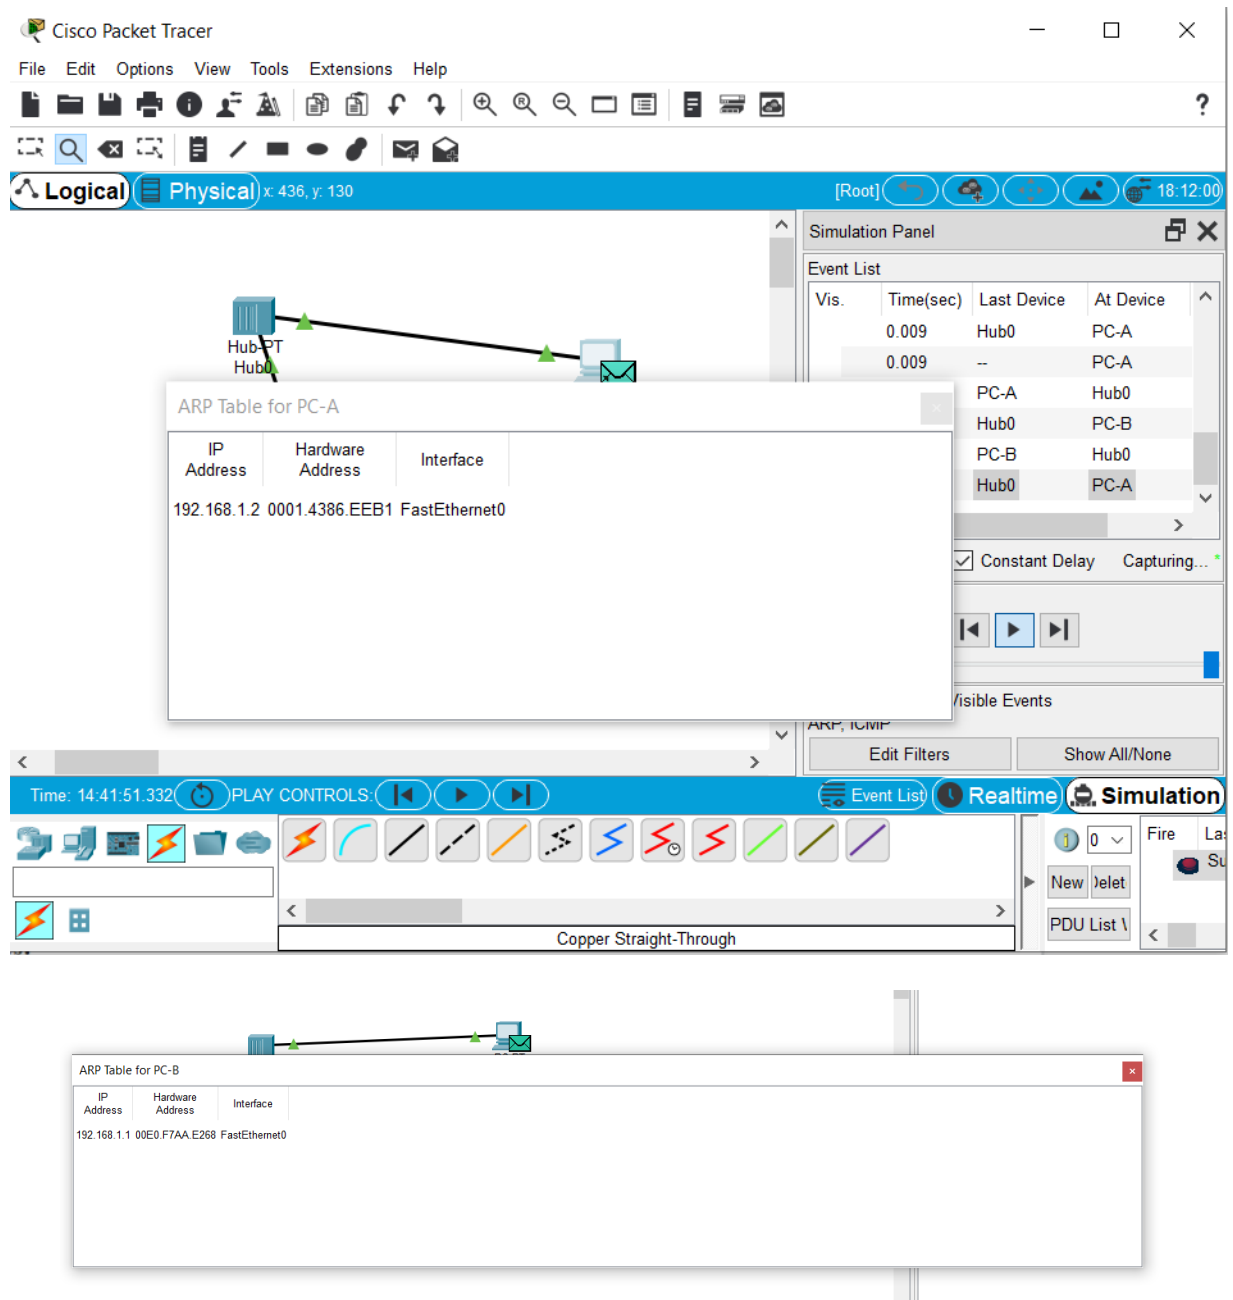 Cisco Packet Tracer
File Edit Options View Tools Extensions Help
?
Logical Physical x: 436, y: 130 [Root] 18:12:00
Simulation Panel
Event List
Vis. Time(sec) Last Device At Device
0.009 Hub0 PC-A
0.009 -- PC-A
PC-A Hub0
Hub0 PC-B
PC-B Hub0
Hub0 PC-A
Hub-PT
Hub0
ARP Table for PC-A
IP Address Hardware Address Interface
192.168.1.2 0001.4386.EEB1 FastEthernet0
Constant Delay Capturing...
Visible Events
ARP, ICMP
Edit Filters Show All/None
Time: 14:41:51.332 PLAY CONTROLS: Event List Realtime Simulation
0 Fire La
Su
New Delet
PDU List
Copper Straight-Through
ARP Table for PC-B
IP Address Hardware Address Interface
192.168.1.1 00E0.F7AA.E268 FastEthernet0